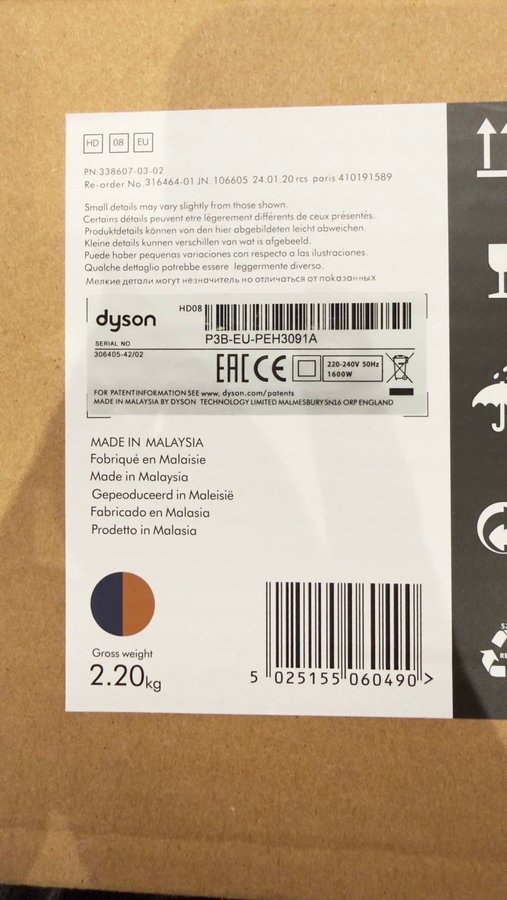 HD 08 EU
PN 338607-03-02
Re-order No. 316464-01 JN. 106605 24.01.20 rcs paris 410191589
Small details may vary slightly from those shown.
Certains détails peuvent etre légerement différents de ceux présentés.
Produktdetails können von den hier abgebildeten leicht abweichen.
Kleine details kunnen verschillen van wat is afgebeeld.
Puede haber pequenas variaciones con respecto a las ilustraciones.
Qualche dettaglio potrebbe essere leggermente diverso.
Мелкие детали могут незначитель но отличаться от показанных
dyson
HD08
SERIAL NO
P3B-EU-PEH3091A
306405-42/02
EAC CE 220-240V 50Hz
1600W
FOR PATENTINFORMATION SEE www. dyson.com/patents
MADE IN MALAYSIA BY DYSON TECHNOLOGY LIMITED MALMESBURY SN16 ORP ENGLAND
MADE IN MALAYSIA
Fabriqué en Malaisie
Made in Malaysia
Gepeoduceerd in Maleisië
Fabricado en Malasia
Prodetto in Malasia
Gross weight
2.20kg
5 025155 060490 >